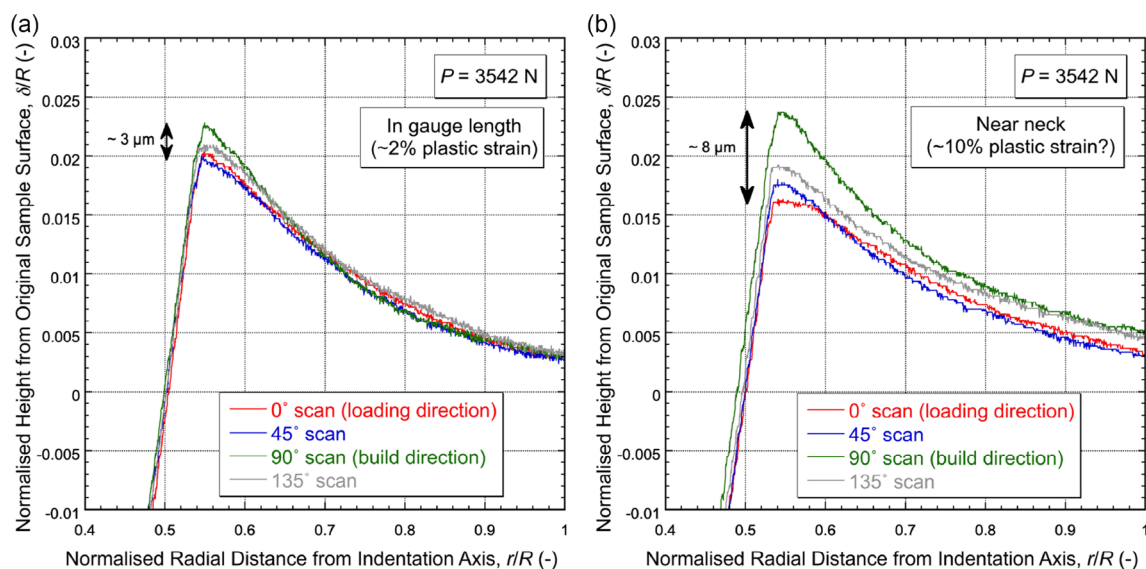 (a)
Normalised Height from Original Sample Surface, δ/R (-)
0.03
0.025
0.02
0.015
0.01
0.005
0
-0.005
-0.01
P = 3542 N
In gauge length
(~2% plastic strain)
~ 3 µm
0˚ scan (loading direction)
45˚ scan
90˚ scan (build direction)
135˚ scan
0.4 0.5 0.6 0.7 0.8 0.9 1
Normalised Radial Distance from Indentation Axis, r/R (-)
(b)
Normalised Height from Original Sample Surface, δ/R (-)
0.03
0.025
0.02
0.015
0.01
0.005
0
-0.005
-0.01
P = 3542 N
Near neck
(~10% plastic strain?)
~ 8 µm
0˚ scan (loading direction)
45˚ scan
90˚ scan (build direction)
135˚ scan
0.4 0.5 0.6 0.7 0.8 0.9 1
Normalised Radial Distance from Indentation Axis, r/R (-)